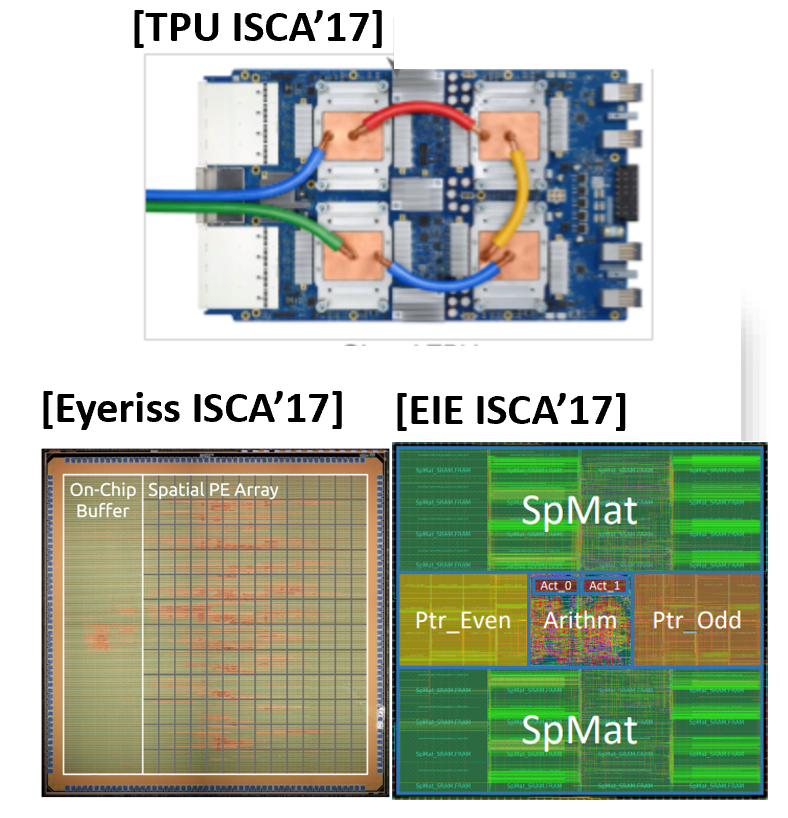 [TPU ISCA’17]
[Eyeriss ISCA’17]
[EIE ISCA’17]
On-Chip
Buffer
Spatial PE Array
SpMat
Act_0
Act_1
Ptr_Even
Arithm
Ptr_Odd
SpMat